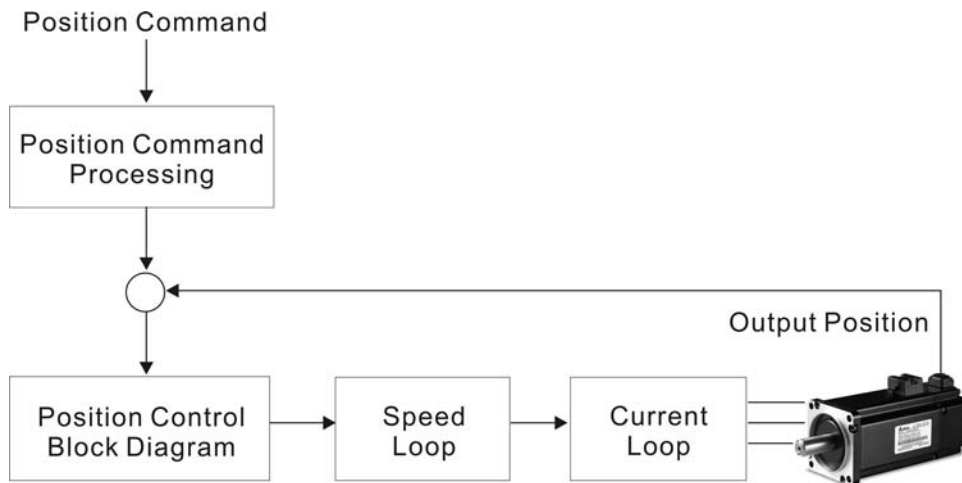 Position Command
Position Command
Processing
Output Position
Position Control
Block Diagram
Speed
Loop
Current
Loop